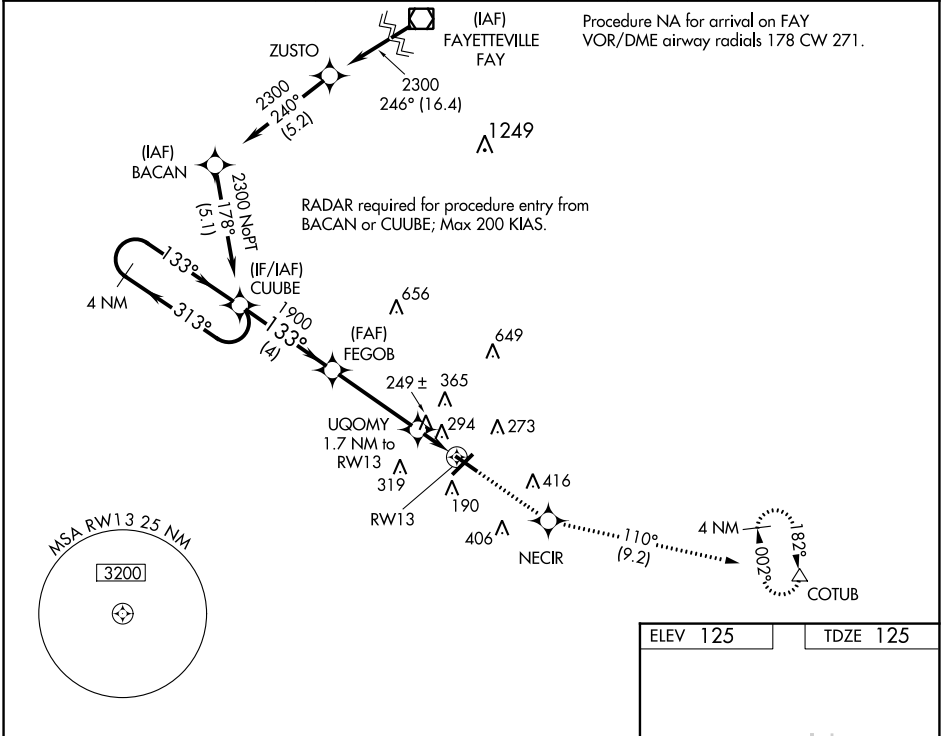 (IAF)
FAYETTEVILLE
FAY
Procedure NA for arrival on FAY
VOR/DME airway radials 178 CW 271.
ZUSTO
2300
246° (16.4)
2300
240°
(5.2)
1249
(IAF)
BACAN
2300 NoPT
178°
(5.1)
RADAR required for procedure entry from
BACAN or CUUBE; Max 200 KIAS.
133°
(IF/IAF)
CUUBE
4 NM
313°
1900
133°
(4)
656
(FAF)
FEGOB
649
249 ±
365
UQOMY
1.7 NM to
RW13
294
273
319
190
416
RW13
406
NECIR
110°
(9.2)
4 NM
002°
182°
COTUB
MSA RW13 25 NM
3200
ELEV 125
TDZE 125